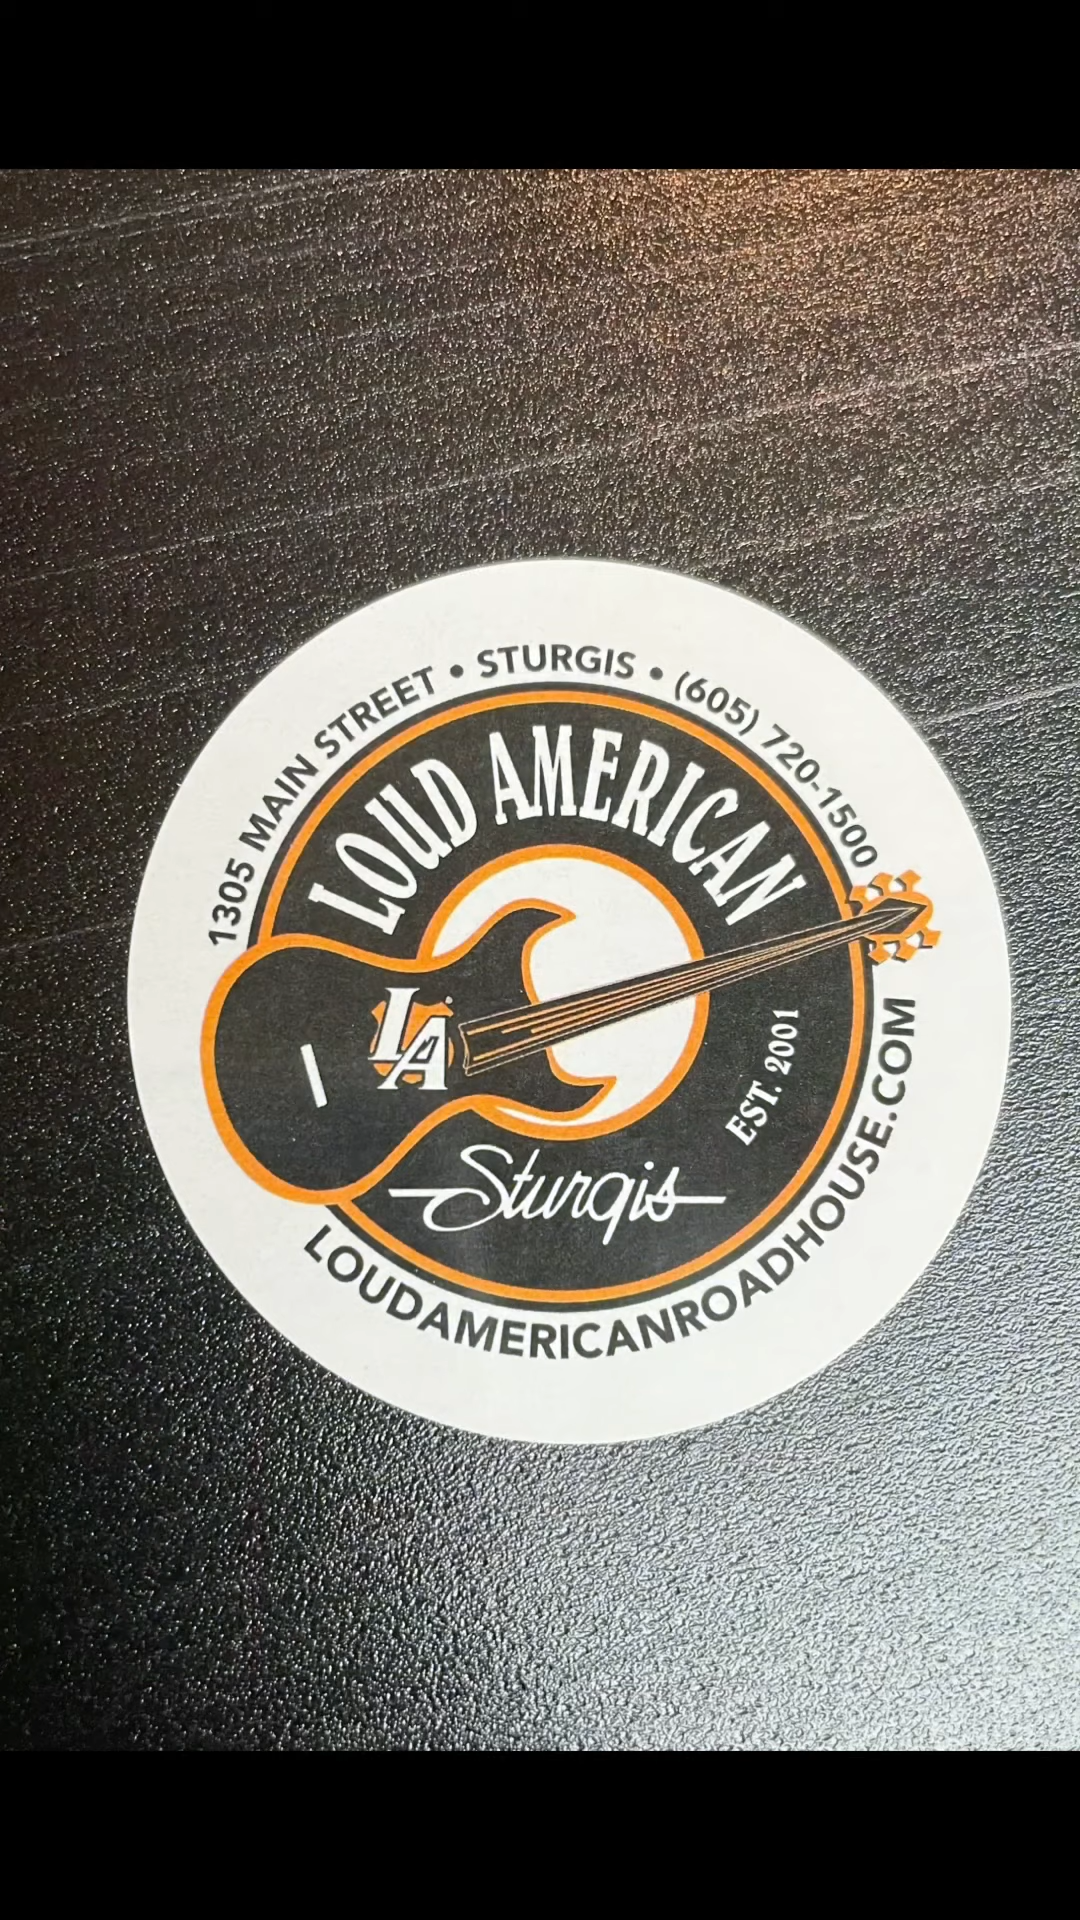 1305 MAIN STREET • STURGIS • (605) 720-1500
LOUD AMERICAN
LA
EST. 2001
Sturgis
LOUDAMERICANROADHOUSE.COM